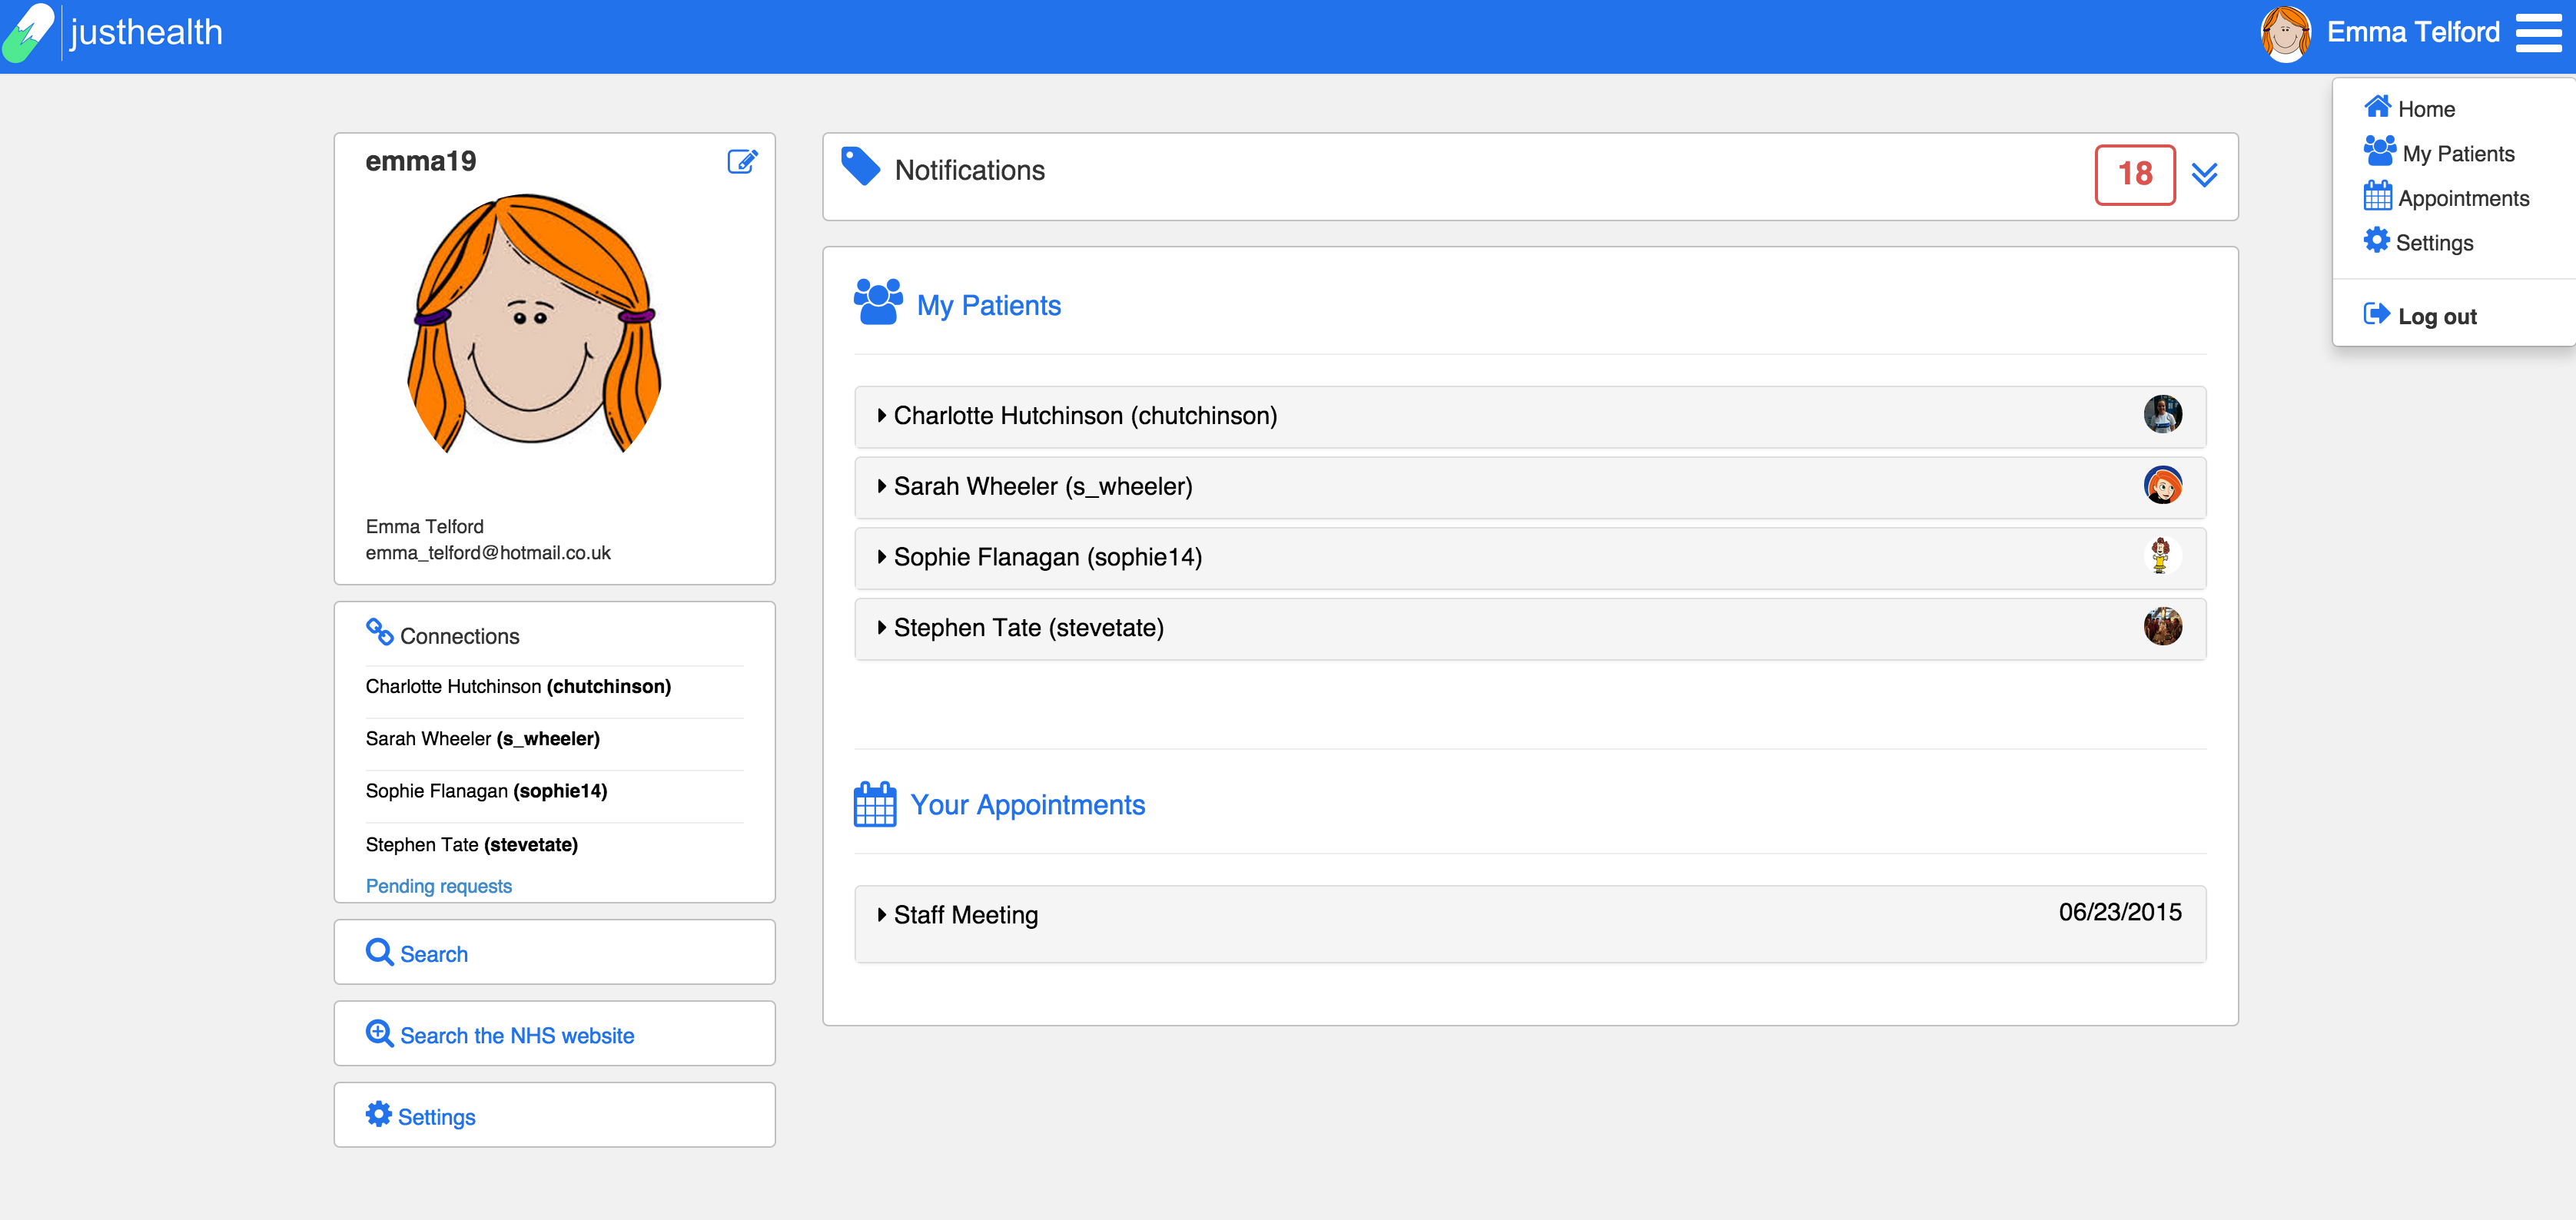 justhealth
Emma Telford
Home
My Patients
Appointments
Settings
Log out
emma19
Emma Telford
emma_telford@hotmail.co.uk
Connections
Charlotte Hutchinson (chutchinson)
Sarah Wheeler (s_wheeler)
Sophie Flanagan (sophie14)
Stephen Tate (stevetate)
Pending requests
Search
Search the NHS website
Settings
Notifications 18
My Patients
Charlotte Hutchinson (chutchinson)
Sarah Wheeler (s_wheeler)
Sophie Flanagan (sophie14)
Stephen Tate (stevetate)
Your Appointments
Staff Meeting 06/23/2015